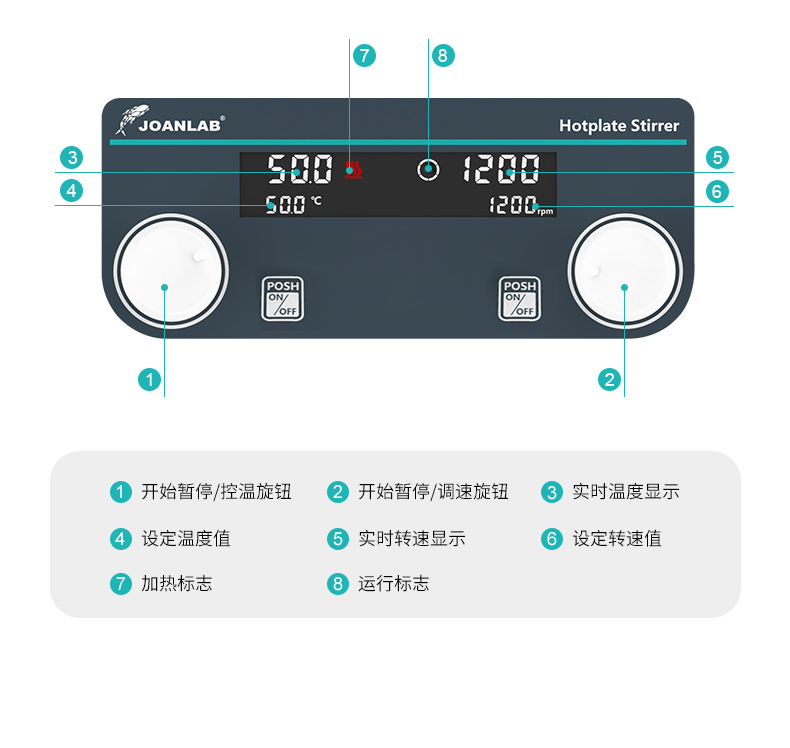 7 8
JOANLAB®
Hotplate Stirrer
3 50.0 1200 5
4 50.0 ℃ 1200 rpm 6
POSH ON/OFF
POSH ON/OFF
1 2
1 开始暂停/控温旋钮 2 开始暂停/调速旋钮 3 实时温度显示
4 设定温度值 5 实时转速显示 6 设定转速值
7 加热标志 8 运行标志